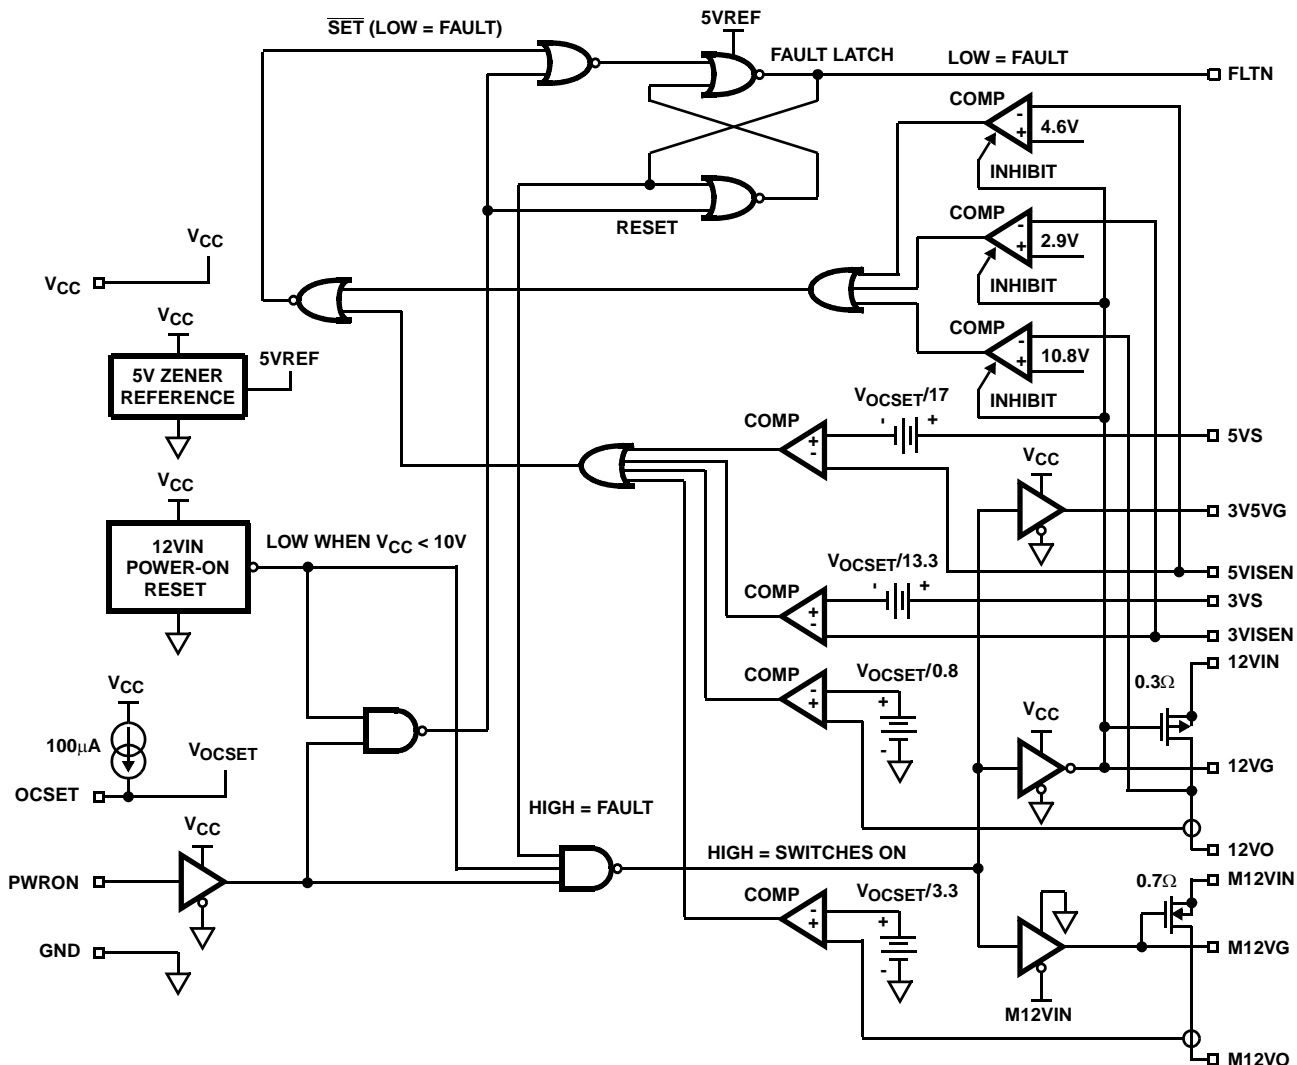 5VREF
SET (LOW = FAULT)
FAULT LATCH
LOW = FAULT
FLTN
COMP
-
+
4.6V
INHIBIT
COMP
-
+
2.9V
INHIBIT
RESET
VCC
VCC
COMP
-
+
10.8V
INHIBIT
VCC
5VREF
5V ZENER
REFERENCE
VOCSET/17
COMP
+
-
- +
5VS
VCC
3V5VG
VCC
12VIN
POWER-ON
RESET
LOW WHEN VCC < 10V
VOCSET/13.3
5VISEN
COMP
+
-
- +
3VS
3VISEN
12VIN
COMP
-
+
VOCSET/0.8
+
-
0.3Ω
VCC
100µA
VOCSET
VCC
12VG
OCSET
HIGH = FAULT
VCC
12VO
PWRON
HIGH = SWITCHES ON
COMP
-
+
VOCSET/3.3
+
-
0.7Ω
M12VIN
GND
M12VG
M12VIN
M12VO